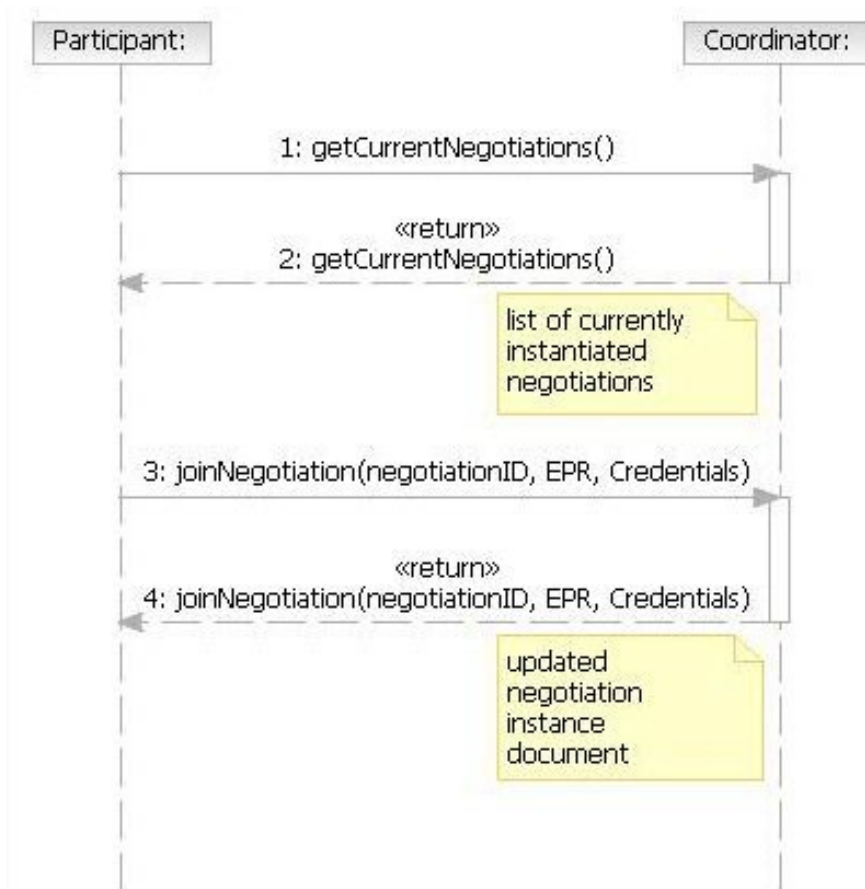 Participant:
Coordinator:
1: getCurrentNegotiations()
«return»
2: getCurrentNegotiations()
list of currently
instantiated
negotiations
3: joinNegotiation(negotiationID, EPR, Credentials)
«return»
4: joinNegotiation(negotiationID, EPR, Credentials)
updated
negotiation
instance
document